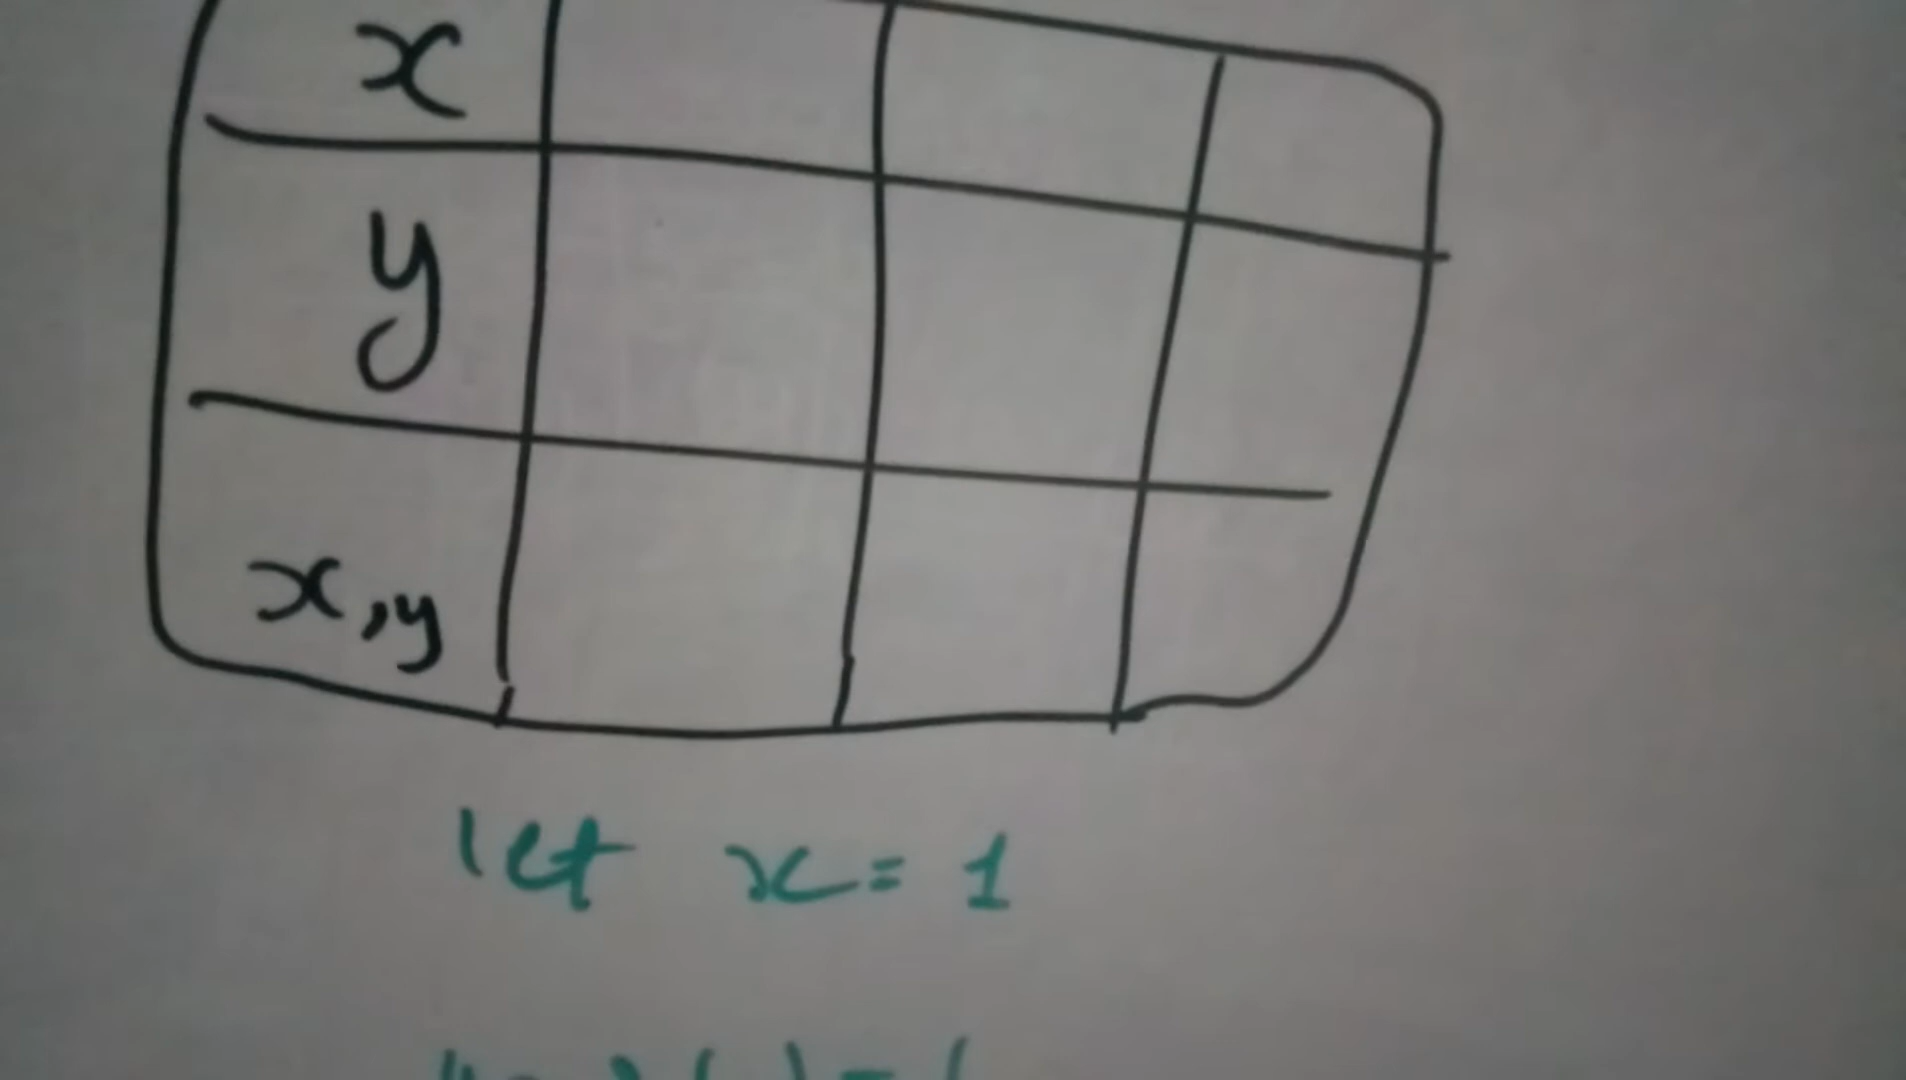 x
y
x,y
let x = 1